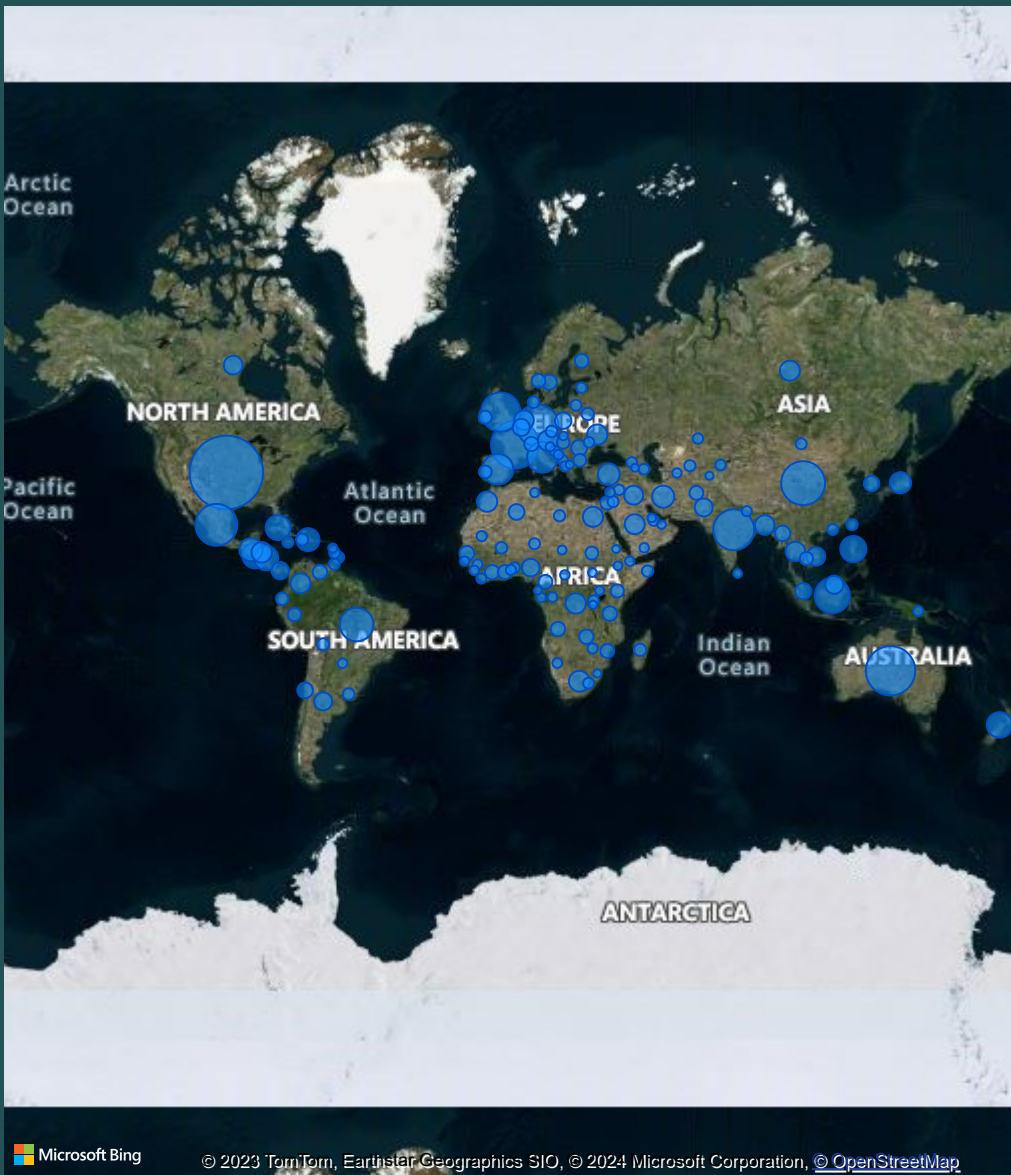 Arctic
Ocean
NORTH AMERICA
EUROPE
ASIA
Pacific
Ocean
Atlantic
Ocean
AFRICA
SOUTH AMERICA
Indian
Ocean
AUSTRALIA
ANTARCTICA
Microsoft Bing
© 2023 TomTom, Earthstar Geographics SIO, © 2024 Microsoft Corporation, © OpenStreetMap